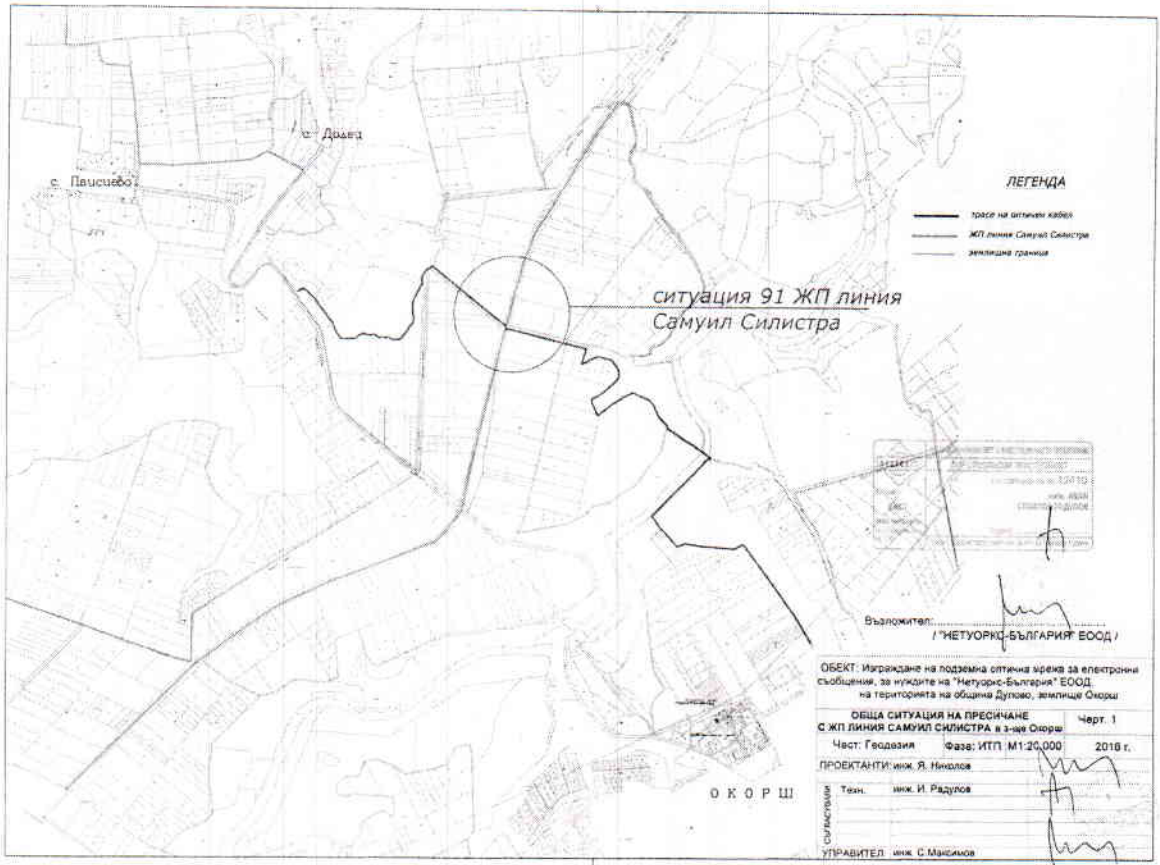 с. Додец
с. Паисиево
ЛЕГЕНДА
трасе на оптичен кабел
ЖП линия Самуил Силистра
землищна граница
ситуация 91 ЖП линия
Самуил Силистра
Възложител:
/ "НЕТУОРКС-БЪЛГАРИЯ" ЕООД /
ОБЕКТ: Изграждане на подземна оптична мрежа за електронни
съобщения, за нуждите на "Нетуоркс-България" ЕООД,
на територията на община Дулово, землище Окорш
ОБЩА СИТУАЦИЯ НА ПРЕСИЧАНЕ
С ЖП ЛИНИЯ САМУИЛ СИЛИСТРА в з-ще Окорш
Черт. 1
Част: Геодезия
Фаза: ИТП
М1:20,000
2016 г.
ПРОЕКТАНТИ: инж. Я. Николов
СЪГЛАСУВАЛИ
Техн. инж. И. Радулов
УПРАВИТЕЛ инж. С. Максимов
ОКОРШ